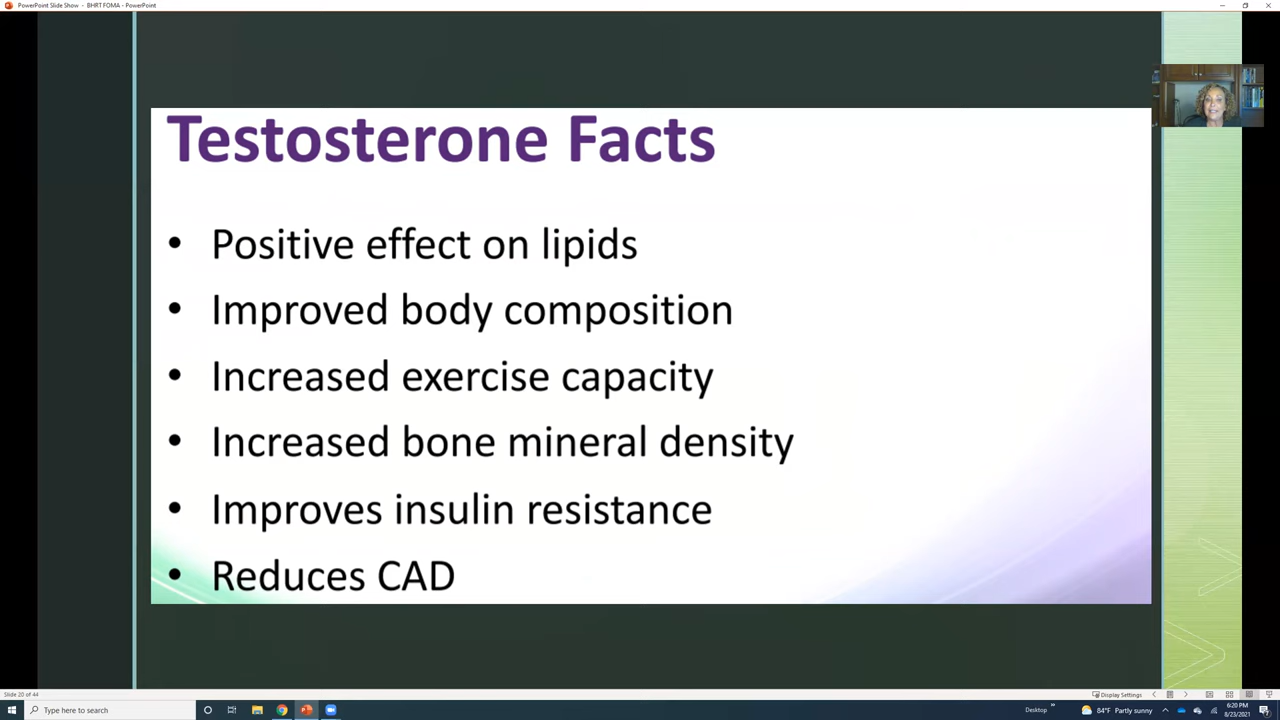 PowerPoint Slide Show - BHRT FOMA - PowerPoint
Testosterone Facts
• Positive effect on lipids
• Improved body composition
• Increased exercise capacity
• Increased bone mineral density
• Improves insulin resistance
• Reduces CAD
Slide 20 of 44
Display Settings
Type here to search
Desktop
84°F Partly sunny
6:20 PM
8/23/2021